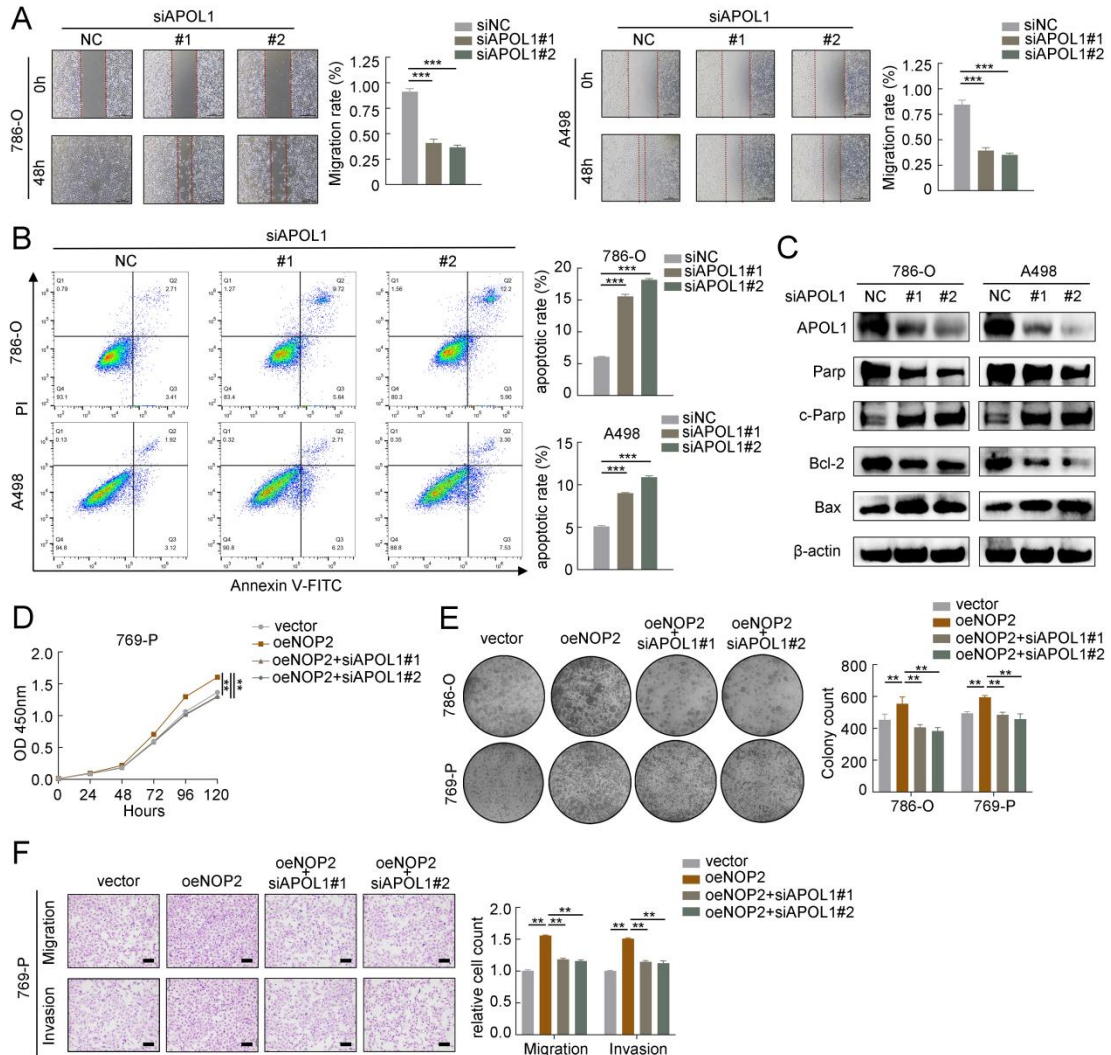 A
siAPOL1
NC #1 #2
786-O
0h
48h
Migration rate (%)
1.25
1.00
0.75
0.50
0.25
0
***
***
siNC
siAPOL1#1
siAPOL1#2
siAPOL1
NC #1 #2
A498
0h
48h
Migration rate (%)
1.25
1.00
0.75
0.50
0.25
0
***
***
siNC
siAPOL1#1
siAPOL1#2
B
siAPOL1
NC #1 #2
786-O
Q1 0.79 Q2 2.71 Q4 93.1 Q3 3.41
Q1 1.27 Q2 9.72 Q4 83.4 Q3 5.64
Q1 1.56 Q2 12.2 Q4 80.3 Q3 5.90
A498
Q1 0.13 Q2 1.92 Q4 94.8 Q3 3.12
Q1 0.32 Q2 2.71 Q4 90.8 Q3 6.23
Q1 0.35 Q2 3.30 Q4 88.8 Q3 7.53
PI
Annexin V-FITC
786-O
apoptotic rate (%)
20
15
10
5
0
***
***
siNC
siAPOL1#1
siAPOL1#2
A498
apoptotic rate (%)
15
10
5
0
***
***
siNC
siAPOL1#1
siAPOL1#2
C
786-O A498
siAPOL1 NC #1 #2 NC #1 #2
APOL1
Parp
c-Parp
Bcl-2
Bax
β-actin
D
769-P
OD 450nm
2.0
1.5
1.0
0.5
0.0
0 24 48 72 96 120
Hours
**
**
vector
oeNOP2
oeNOP2+siAPOL1#1
oeNOP2+siAPOL1#2
E
vector oeNOP2 oeNOP2+siAPOL1#1 oeNOP2+siAPOL1#2
786-O
769-P
vector
oeNOP2
oeNOP2+siAPOL1#1
oeNOP2+siAPOL1#2
Colony count
800
600
400
200
0
** ** **
** ** **
786-O 769-P
F
vector oeNOP2 oeNOP2+siAPOL1#1 oeNOP2+siAPOL1#2
769-P
Migration
Invasion
vector
oeNOP2
oeNOP2+siAPOL1#1
oeNOP2+siAPOL1#2
relative cell count
2.0
1.5
1.0
0.5
0.0
** ** **
** ** **
Migration Invasion